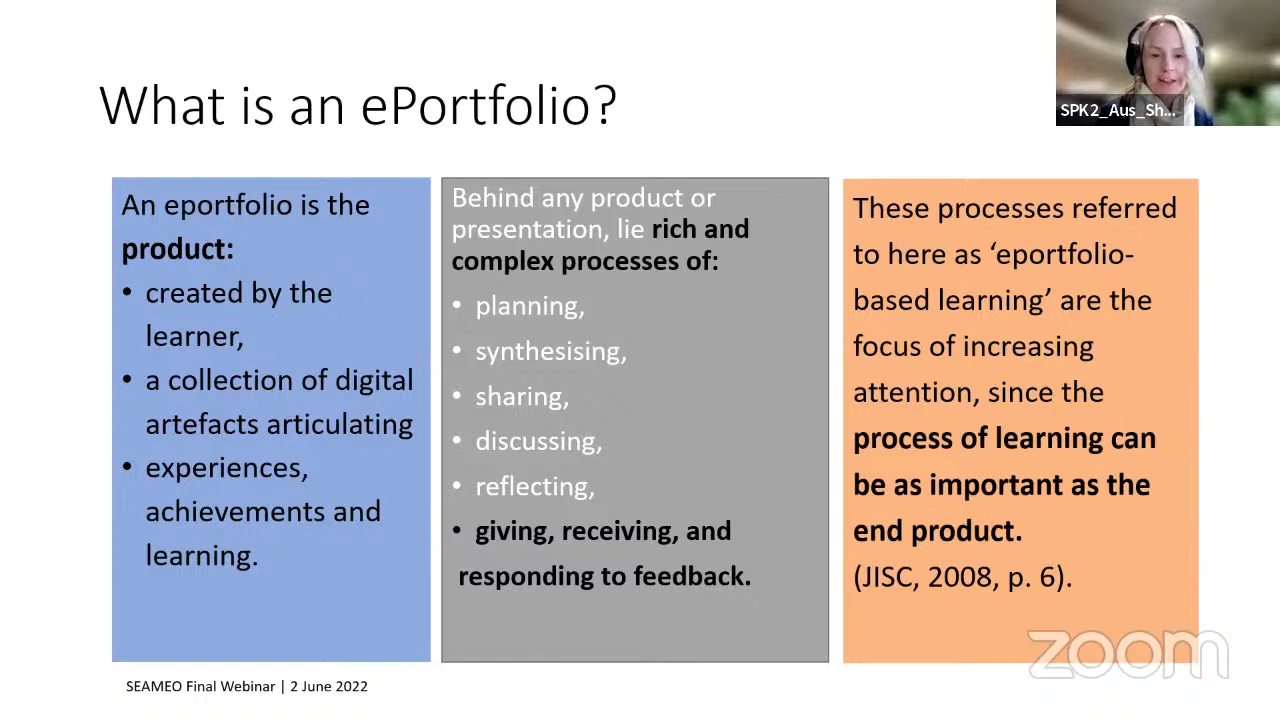 What is an ePortfolio?
SPK2_Aus_Sh...
An eportfolio is the
product:
• created by the
learner,
• a collection of digital
artefacts articulating
• experiences,
achievements and
learning.
Behind any product or
presentation, lie rich and
complex processes of:
• planning,
• synthesising,
• sharing,
• discussing,
• reflecting,
• giving, receiving, and
responding to feedback.
These processes referred
to here as ‘eportfolio-
based learning’ are the
focus of increasing
attention, since the
process of learning can
be as important as the
end product.
(JISC, 2008, p. 6).
zoom
SEAMEO Final Webinar | 2 June 2022